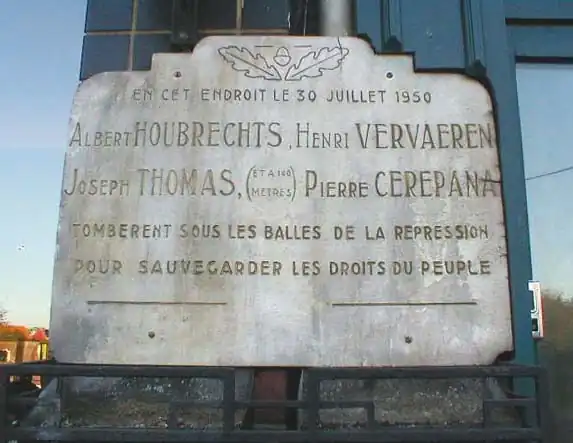 EN CET ENDROIT LE 30 JUILLET 1950
ALBERT HOUBRECHTS, HENRI VERVAEREN
JOSEPH THOMAS, (ET A 100 MÈTRES) PIERRE CEREPANA
TOMBERENT SOUS LES BALLES DE LA REPRESSION
POUR SAUVEGARDER LES DROITS DU PEUPLE